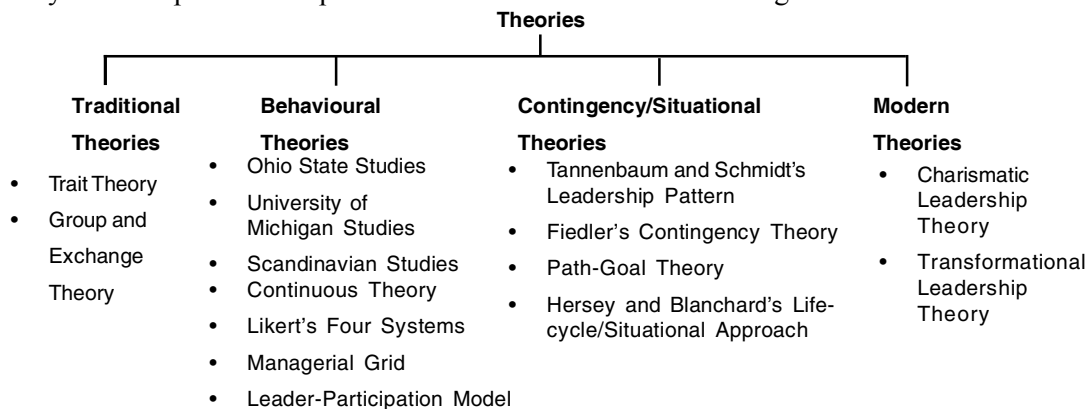 Theories
Traditional
Theories
• Trait Theory
• Group and
Exchange
Theory
Behavioural
Theories
• Ohio State Studies
• University of
Michigan Studies
• Scandinavian Studies
• Continuous Theory
• Likert's Four Systems
• Managerial Grid
• Leader-Participation Model
Contingency/Situational
Theories
• Tannenbaum and Schmidt's
Leadership Pattern
• Fiedler's Contingency Theory
• Path-Goal Theory
• Hersey and Blanchard's Life-
cycle/Situational Approach
Modern
Theories
• Charismatic
Leadership
Theory
• Transformational
Leadership
Theory